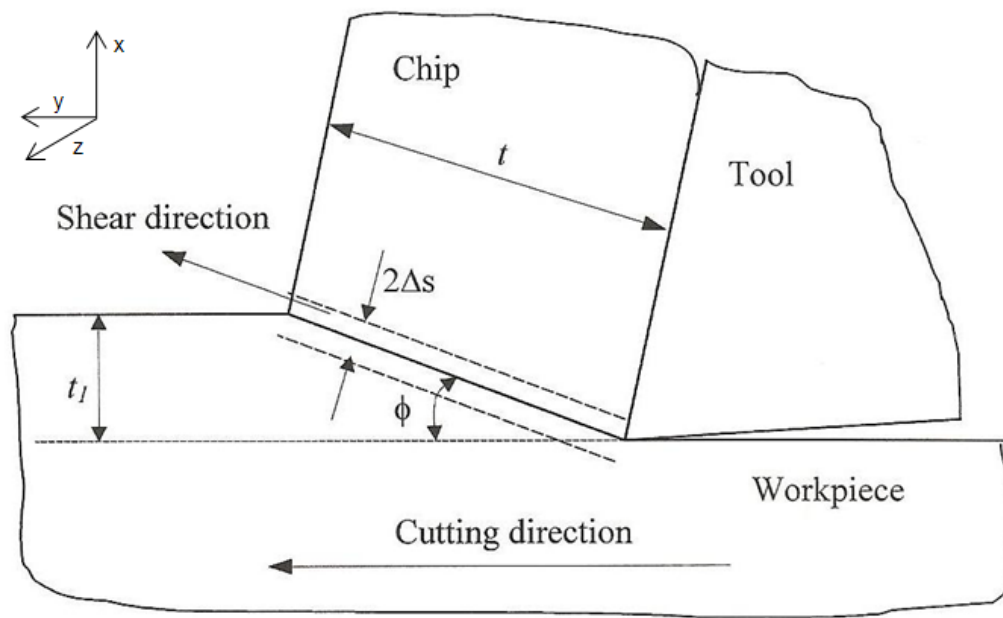 x
y
z
Chip
t
Tool
Shear direction
2Δs
t1
ϕ
Workpiece
Cutting direction